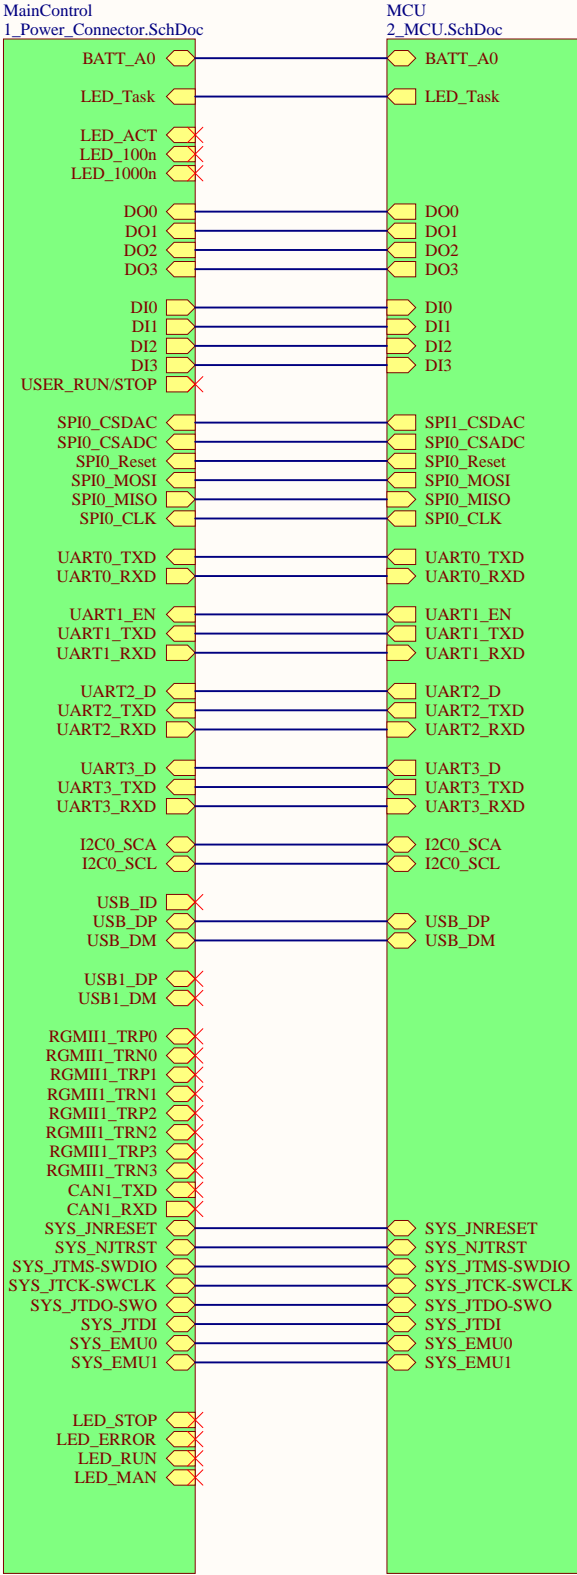 MainControl
1_Power_Connector.SchDoc
MCU
2_MCU.SchDoc
BATT_A0 BATT_A0
LED_Task LED_Task
LED_ACT
LED_100n
LED_1000n
DO0 DO0
DO1 DO1
DO2 DO2
DO3 DO3
DI0 DI0
DI1 DI1
DI2 DI2
DI3 DI3
USER_RUN/STOP
SPI0_CSDAC SPI1_CSDAC
SPI0_CSADC SPI0_CSADC
SPI0_Reset SPI0_Reset
SPI0_MOSI SPI0_MOSI
SPI0_MISO SPI0_MISO
SPI0_CLK SPI0_CLK
UART0_TXD UART0_TXD
UART0_RXD UART0_RXD
UART1_EN UART1_EN
UART1_TXD UART1_TXD
UART1_RXD UART1_RXD
UART2_D UART2_D
UART2_TXD UART2_TXD
UART2_RXD UART2_RXD
UART3_D UART3_D
UART3_TXD UART3_TXD
UART3_RXD UART3_RXD
I2C0_SCA I2C0_SCA
I2C0_SCL I2C0_SCL
USB_ID
USB_DP USB_DP
USB_DM USB_DM
USB1_DP
USB1_DM
RGMII1_TRP0
RGMII1_TRN0
RGMII1_TRP1
RGMII1_TRN1
RGMII1_TRP2
RGMII1_TRN2
RGMII1_TRP3
RGMII1_TRN3
CAN1_TXD
CAN1_RXD
SYS_JNRESET SYS_JNRESET
SYS_NJTRST SYS_NJTRST
SYS_JTMS-SWDIO SYS_JTMS-SWDIO
SYS_JTCK-SWCLK SYS_JTCK-SWCLK
SYS_JTDO-SWO SYS_JTDO-SWO
SYS_JTDI SYS_JTDI
SYS_EMU0 SYS_EMU0
SYS_EMU1 SYS_EMU1
LED_STOP
LED_ERROR
LED_RUN
LED_MAN